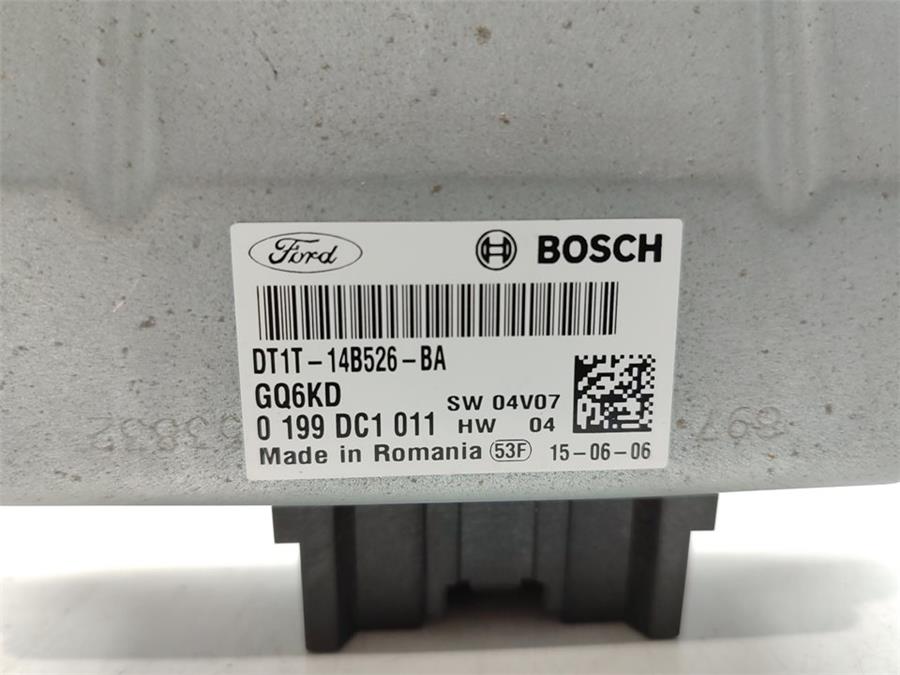 Ford BOSCH
DT1T-14B526-BA
GQ6KD SW 04V07
0 199 DC1 011 HW 04
Made in Romania 53F 15-06-06